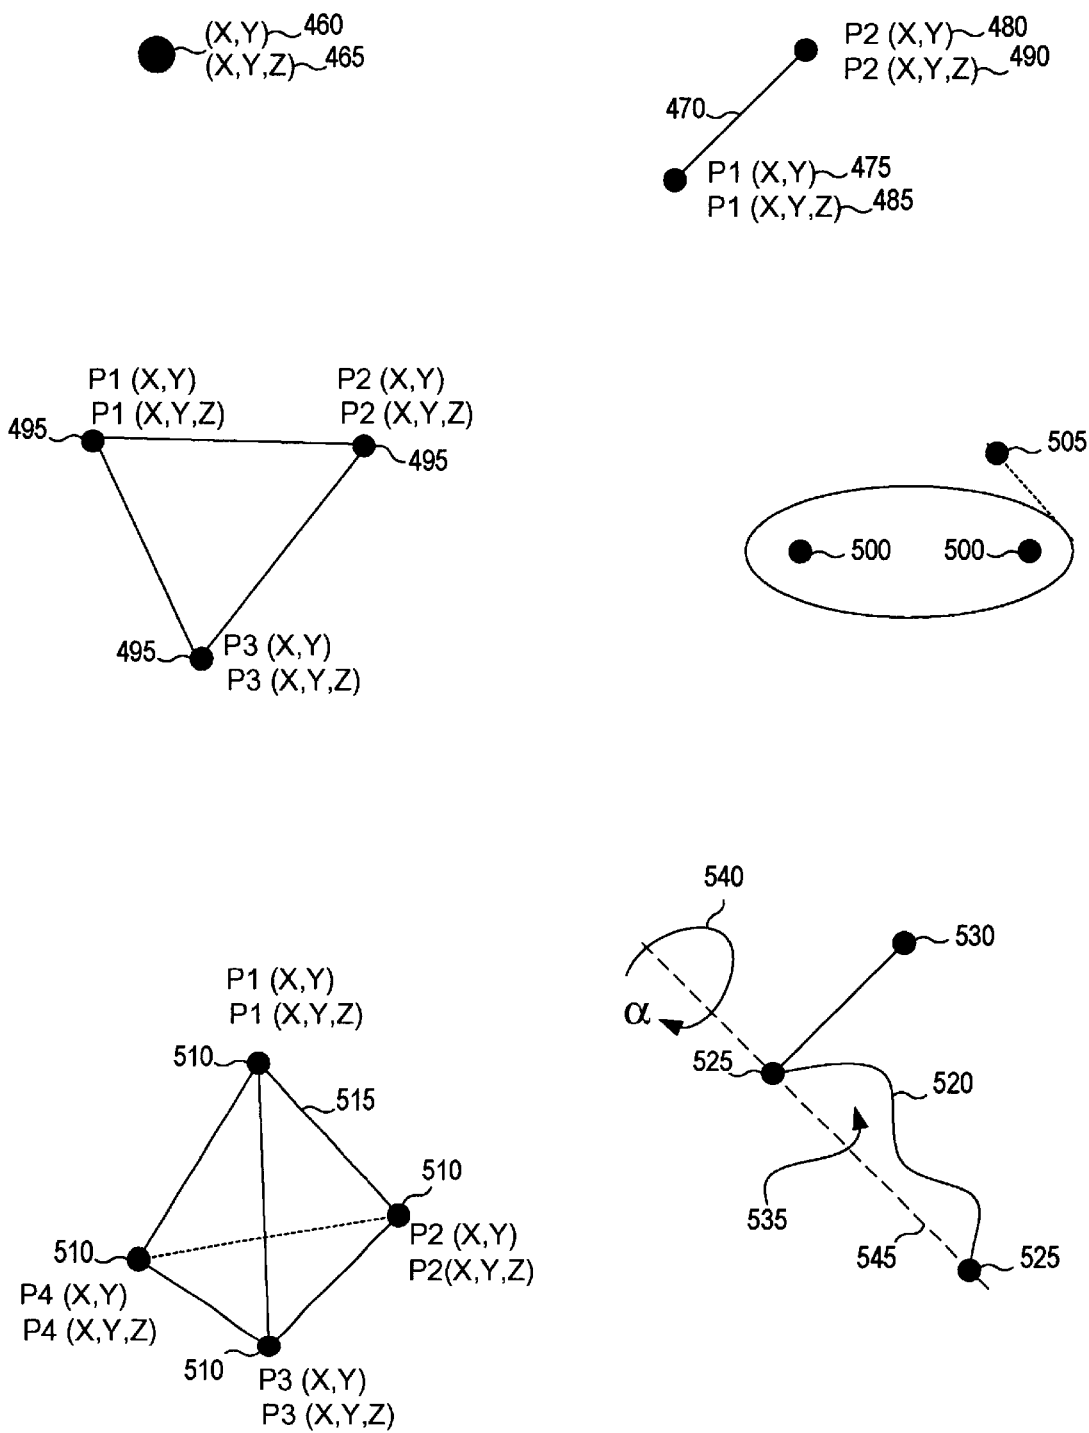 (X,Y) 460
(X,Y,Z) 465
P2 (X,Y) 480
P2 (X,Y,Z) 490
470
P1 (X,Y) 475
P1 (X,Y,Z) 485
P1 (X,Y)
P1 (X,Y,Z)
495
P2 (X,Y)
P2 (X,Y,Z)
495
495
P3 (X,Y)
P3 (X,Y,Z)
505
500
500
P1 (X,Y)
P1 (X,Y,Z)
510
515
510
P2 (X,Y)
P2(X,Y,Z)
510
P4 (X,Y)
P4 (X,Y,Z)
510
P3 (X,Y)
P3 (X,Y,Z)
540
530
α
525
520
535
545
525